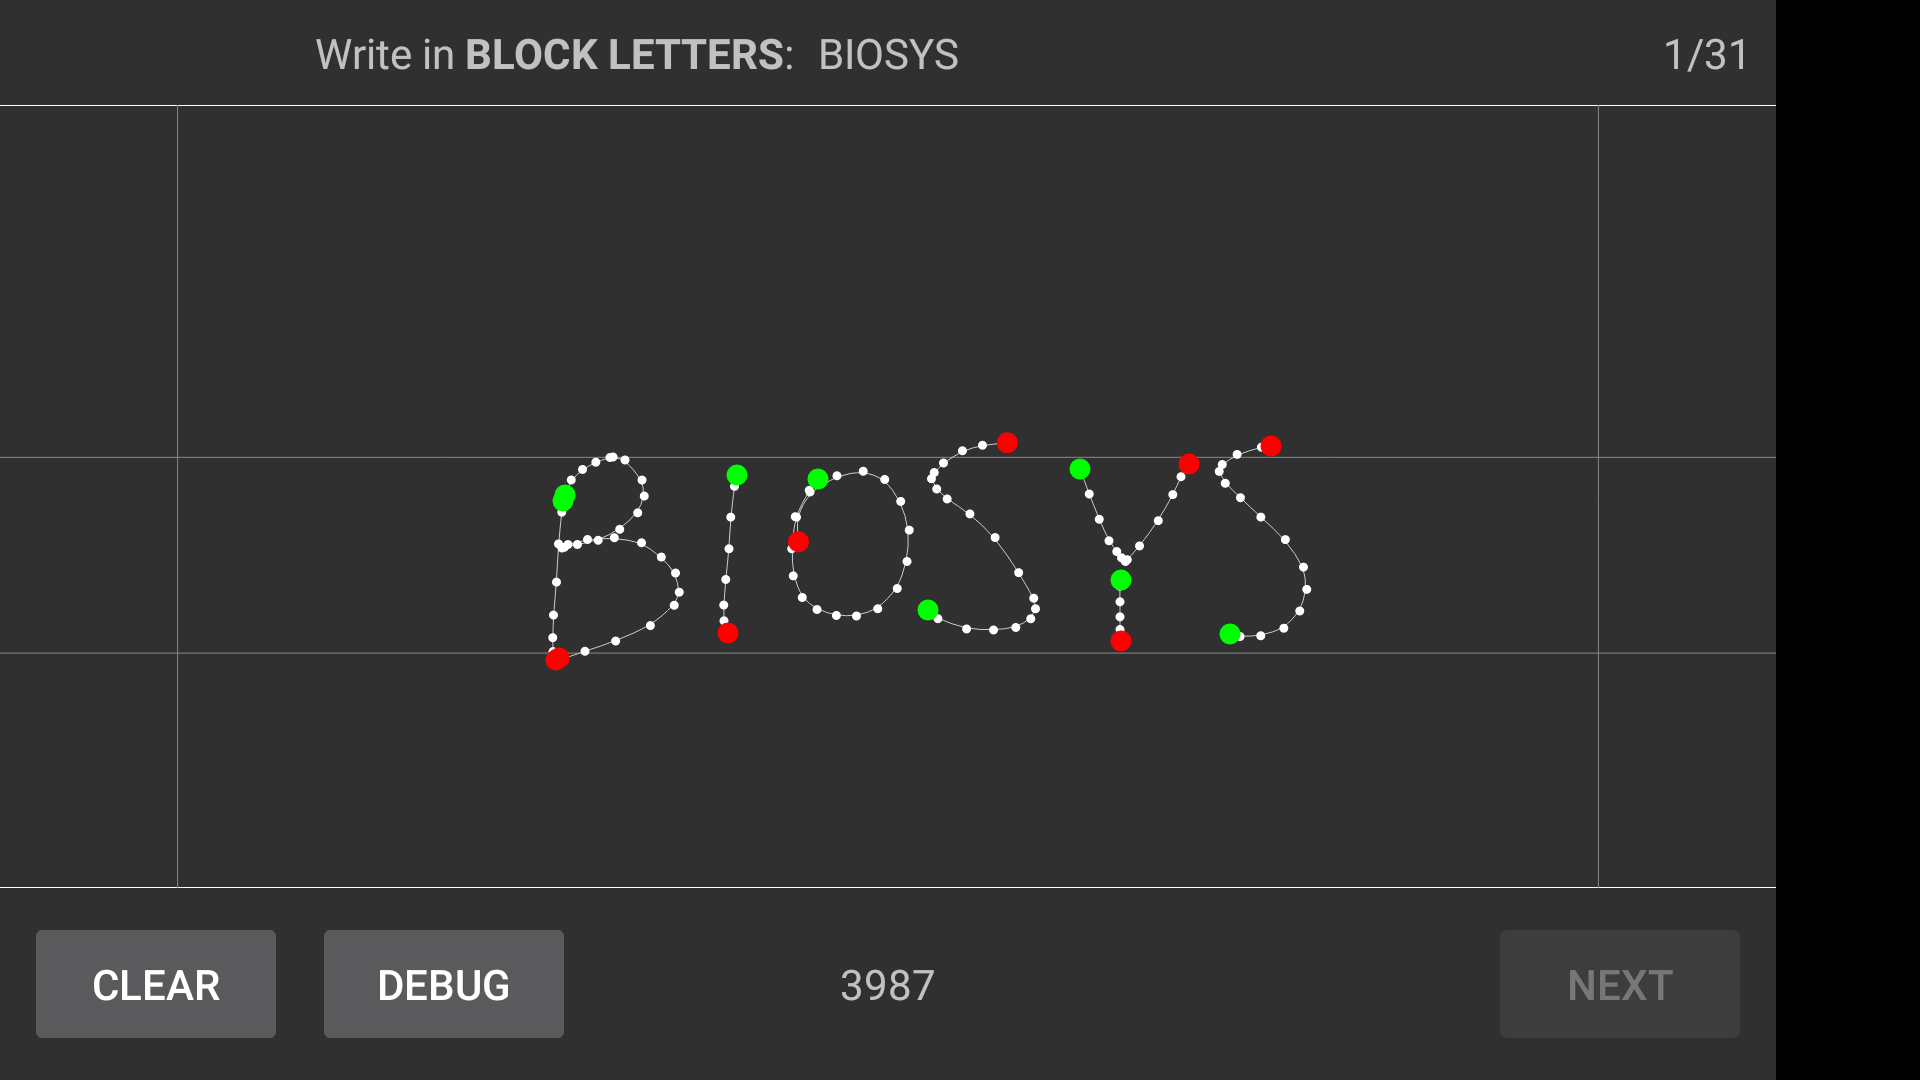 Write in BLOCK LETTERS: BIOSYS 1/31
BIOSYS
CLEAR DEBUG 3987 NEXT